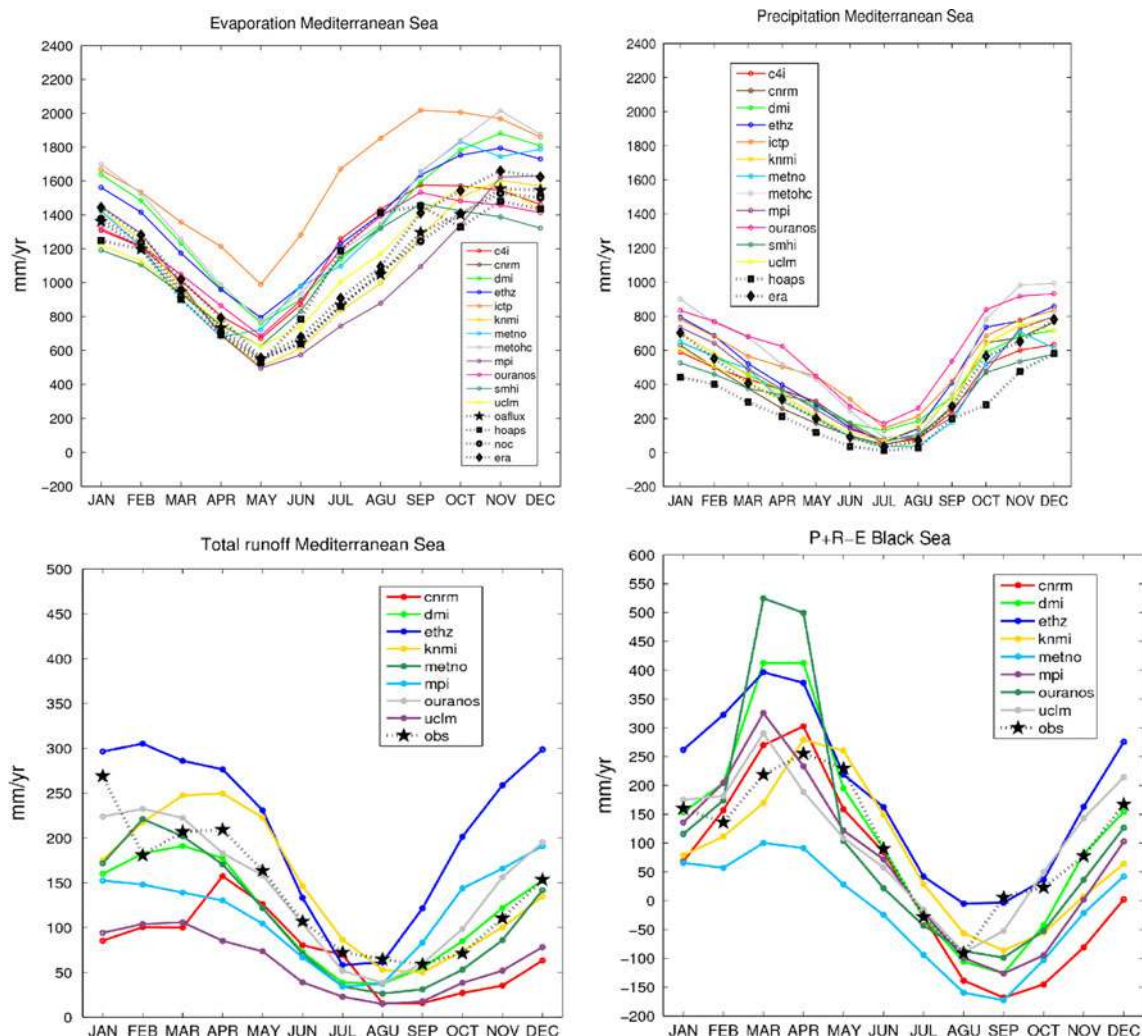 Evaporation Mediterranean Sea
2400
2200
2000
1800
1600
1400
1200
1000
800
600
400
200
0
−200
mm/yr
JAN FEB MAR APR MAY JUN JUL AGU SEP OCT NOV DEC
c4i
cnrm
dmi
ethz
ictp
knmi
metno
metohc
mpi
ouranos
smhi
uclm
oaflux
hoaps
noc
era
Precipitation Mediterranean Sea
2400
2200
2000
1800
1600
1400
1200
1000
800
600
400
200
0
−200
mm/yr
JAN FEB MAR APR MAY JUN JUL AGU SEP OCT NOV DEC
c4i
cnrm
dmi
ethz
ictp
knmi
metno
metohc
mpi
ouranos
smhi
uclm
hoaps
era
Total runoff Mediterranean Sea
500
450
400
350
300
250
200
150
100
50
0
mm/yr
JAN FEB MAR APR MAY JUN JUL AGU SEP OCT NOV DEC
cnrm
dmi
ethz
knmi
metno
mpi
ouranos
uclm
obs
P+R−E Black Sea
600
550
500
450
400
350
300
250
200
150
100
50
0
−50
−100
−150
−200
mm/yr
JAN FEB MAR APR MAY JUN JUL AGU SEP OCT NOV DEC
cnrm
dmi
ethz
knmi
metno
mpi
ouranos
uclm
obs